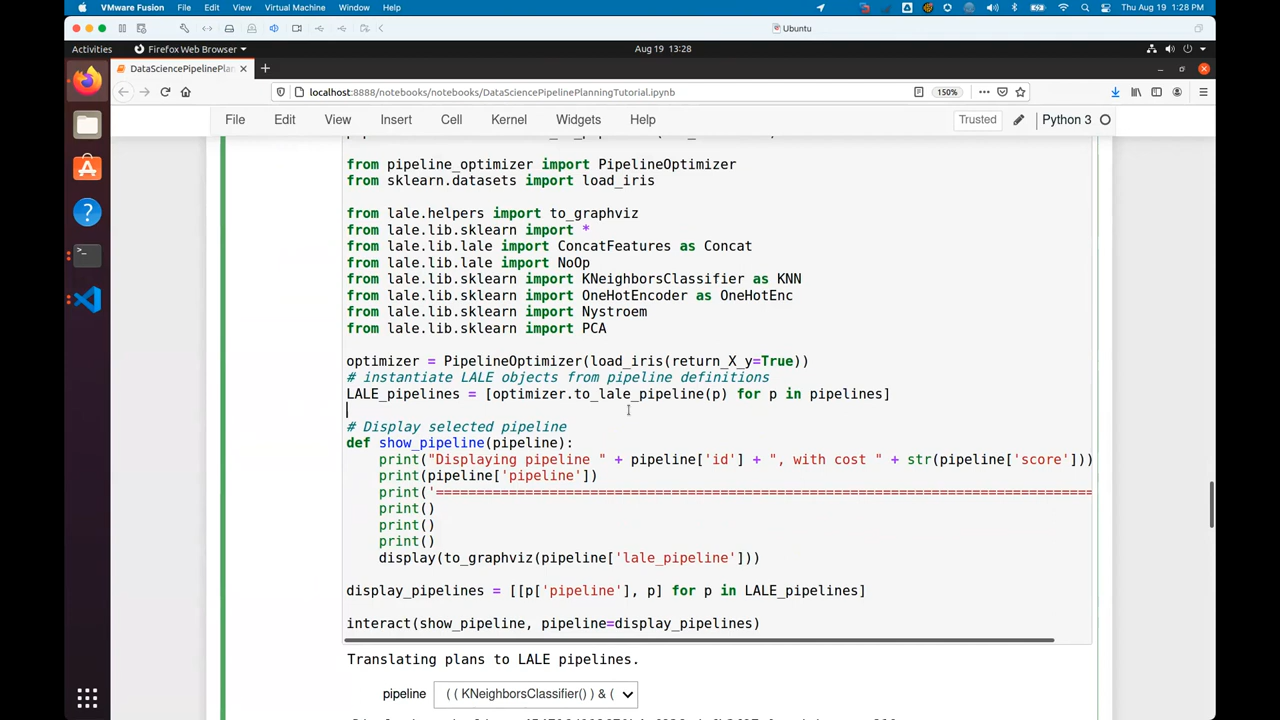 VMware Fusion File Edit View Virtual Machine Window Help Thu Aug 19 1:28 PM
Ubuntu
Activities Firefox Web Browser Aug 19 13:28
DataSciencePipelinePlan
localhost:8888/notebooks/notebooks/DataSciencePipelinePlanningTutorial.ipynb 150%
File Edit View Insert Cell Kernel Widgets Help Trusted Python 3
from pipeline_optimizer import PipelineOptimizer
from sklearn.datasets import load_iris
from lale.helpers import to_graphviz
from lale.lib.sklearn import *
from lale.lib.lale import ConcatFeatures as Concat
from lale.lib.lale import NoOp
from lale.lib.sklearn import KNeighborsClassifier as KNN
from lale.lib.sklearn import OneHotEncoder as OneHotEnc
from lale.lib.sklearn import Nystroem
from lale.lib.sklearn import PCA
optimizer = PipelineOptimizer(load_iris(return_X_y=True))
# instantiate LALE objects from pipeline definitions
LALE_pipelines = [optimizer.to_lale_pipeline(p) for p in pipelines]
# Display selected pipeline
def show_pipeline(pipeline):
print("Displaying pipeline " + pipeline['id'] + ", with cost " + str(pipeline['score']))
print(pipeline['pipeline'])
print('================================================================================
print()
print()
print()
display(to_graphviz(pipeline['lale_pipeline']))
display_pipelines = [[p['pipeline'], p] for p in LALE_pipelines]
interact(show_pipeline, pipeline=display_pipelines)
Translating plans to LALE pipelines.
pipeline ( ( KNeighborsClassifier() ) & (